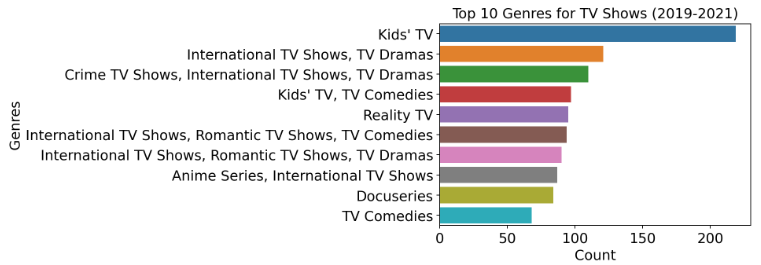 Top 10 Genres for TV Shows (2019-2021)
Genres
Kids' TV
International TV Shows, TV Dramas
Crime TV Shows, International TV Shows, TV Dramas
Kids' TV, TV Comedies
Reality TV
International TV Shows, Romantic TV Shows, TV Comedies
International TV Shows, Romantic TV Shows, TV Dramas
Anime Series, International TV Shows
Docuseries
TV Comedies
0 50 100 150 200
Count